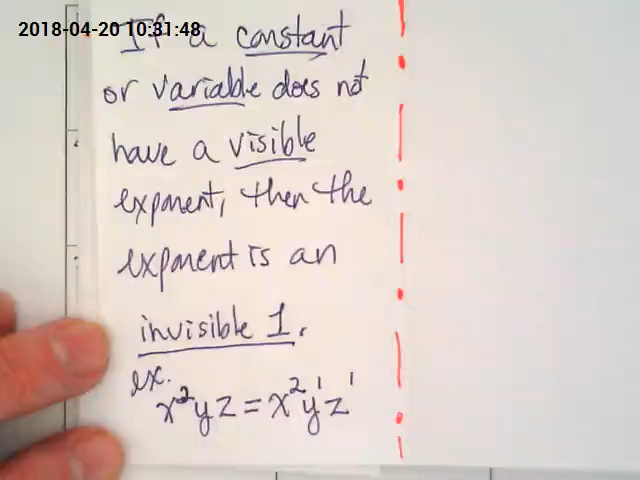 2018-04-20 10:31:48
If a constant
or variable does not
have a visible
exponent, then the
exponent is an
invisible 1.
ex.
x²yz = x²y¹z¹